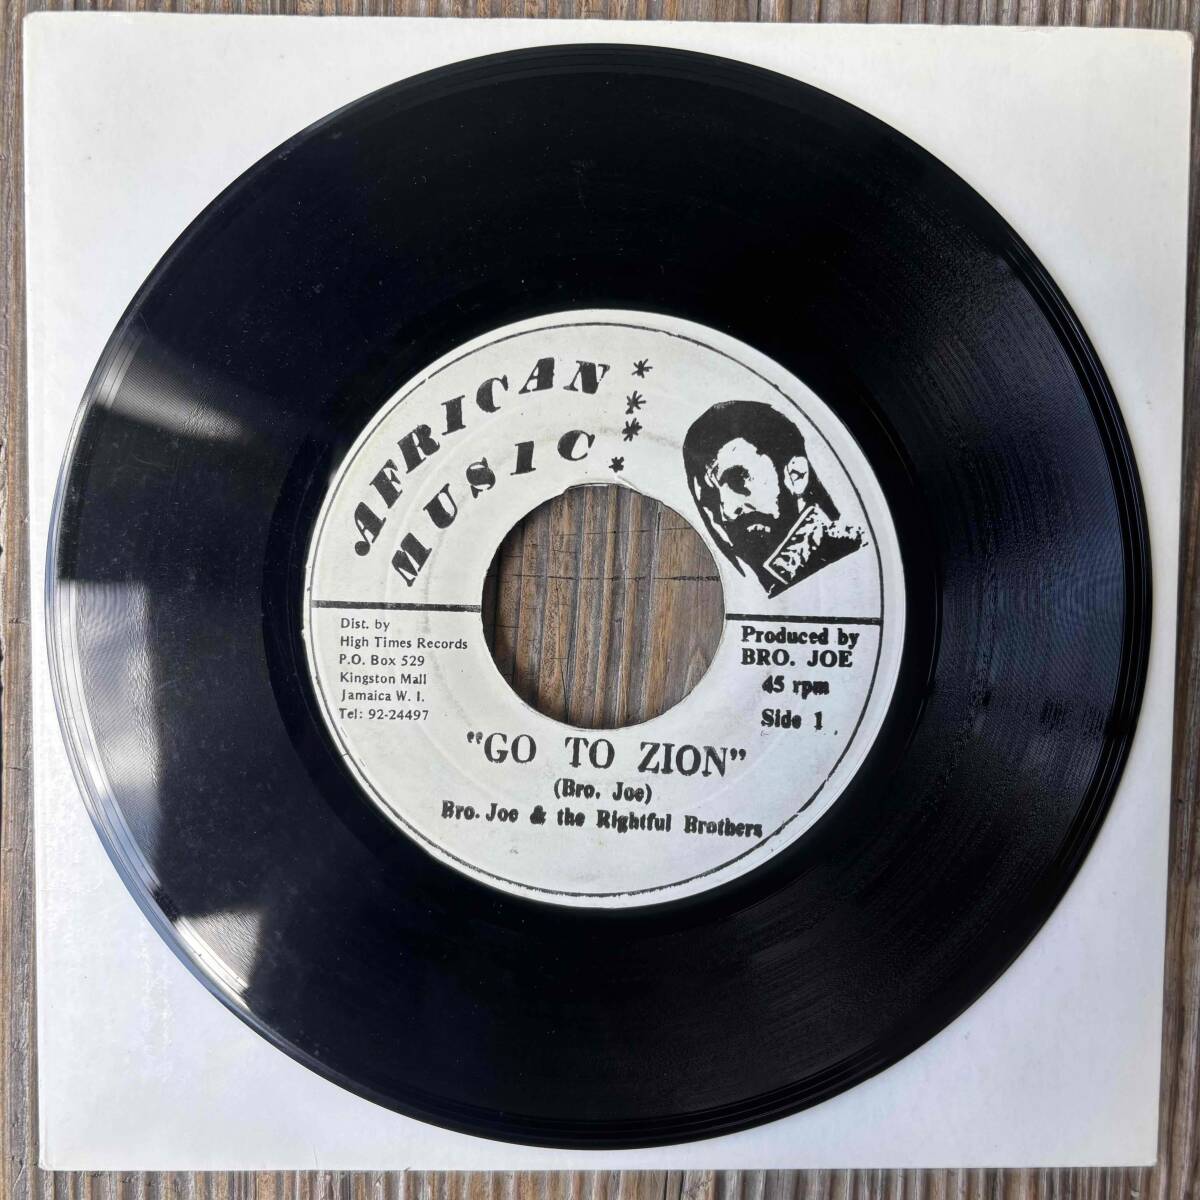 AFRICAN
MUSIC
Dist. by
High Times Records
P.O. Box 529
Kingston Mall
Jamaica W. I.
Tel: 92-24497
Produced by
BRO. JOE
45 rpm
Side 1
"GO TO ZION"
(Bro. Joe)
Bro. Joe & the Rightful Brothers